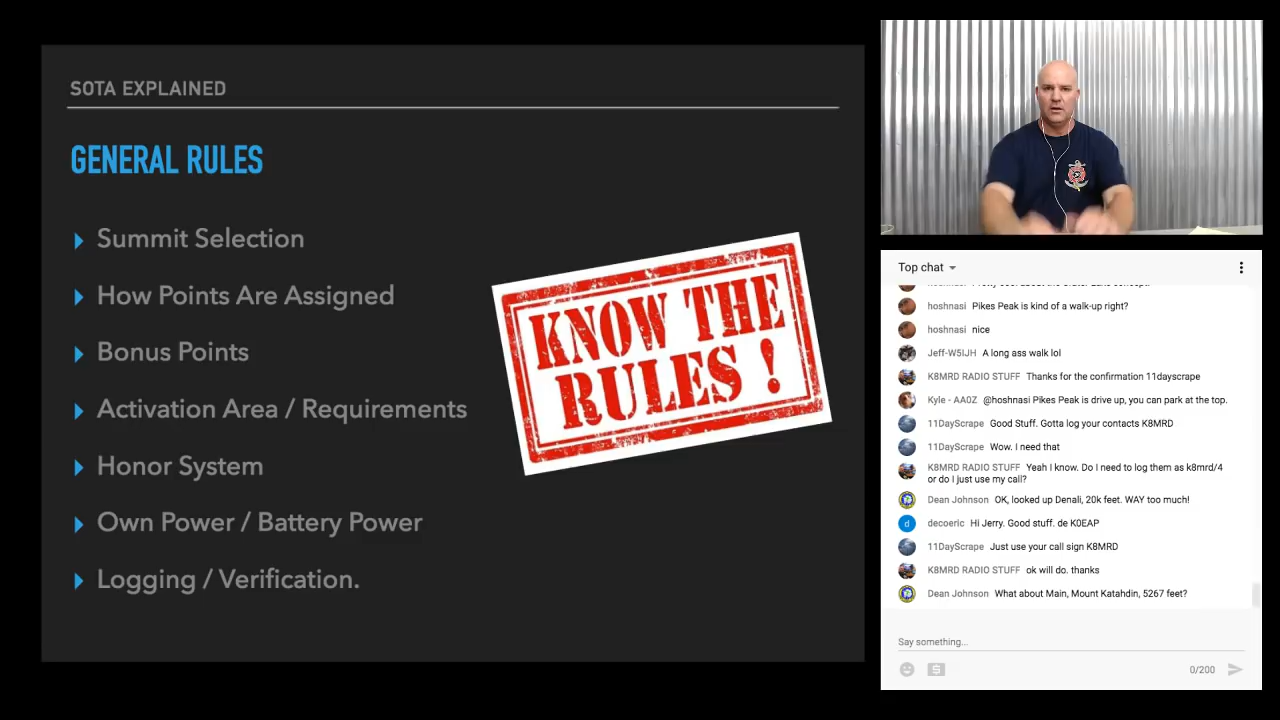 SOTA EXPLAINED
GENERAL RULES
Summit Selection
How Points Are Assigned
Bonus Points
Activation Area / Requirements
Honor System
Own Power / Battery Power
Logging / Verification.
KNOW THE
RULES !
Top chat
hoshnasi Pikes Peak is kind of a walk-up right?
hoshnasi nice
Jeff-W5IJH A long ass walk lol
K8MRD RADIO STUFF Thanks for the confirmation 11dayscrape
Kyle - AA0Z @hoshnasi Pikes Peak is drive up, you can park at the top.
11DayScrape Good Stuff. Gotta log your contacts K8MRD
11DayScrape Wow. I need that
K8MRD RADIO STUFF Yeah I know. Do I need to log them as k8mrd/4
or do I just use my call?
Dean Johnson OK, looked up Denali, 20k feet. WAY too much!
d decoeric Hi Jerry. Good stuff. de K0EAP
11DayScrape Just use your call sign K8MRD
K8MRD RADIO STUFF ok will do. thanks
Dean Johnson What about Main, Mount Katahdin, 5267 feet?
Say something...
0/200